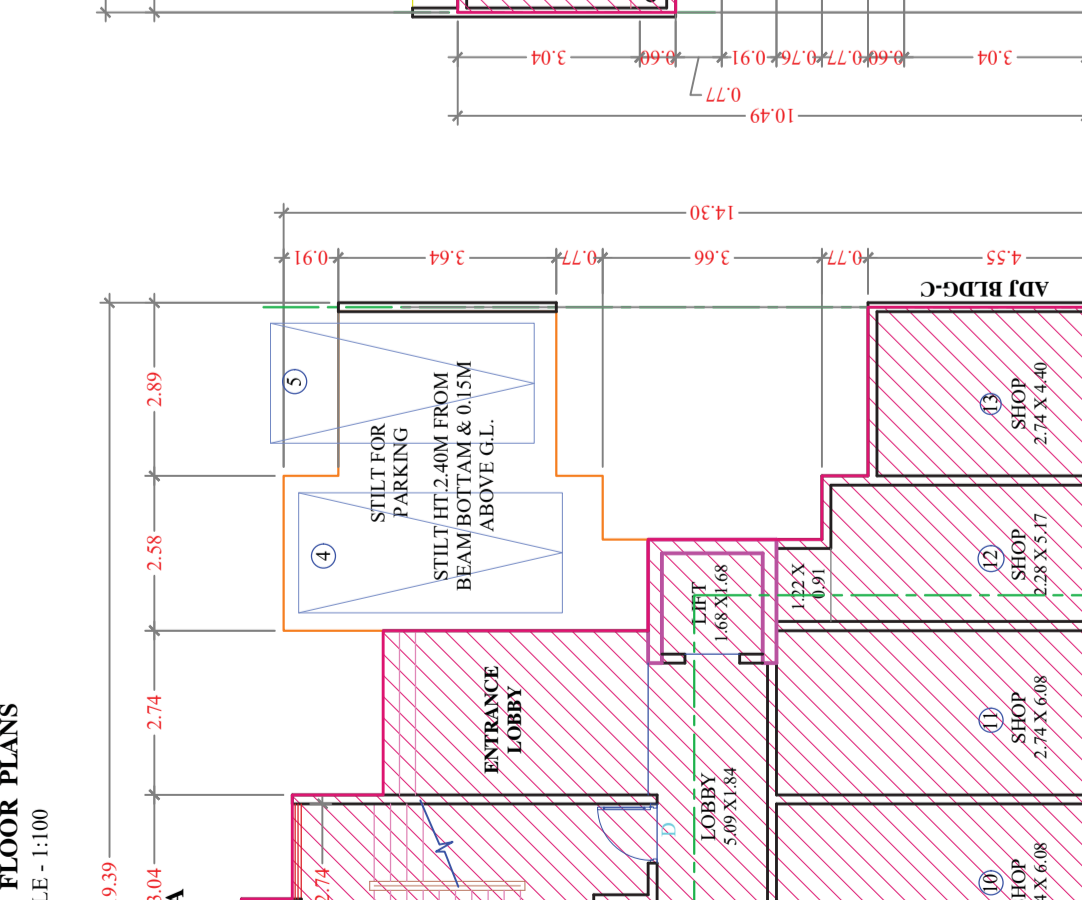 3.04
0.60
0.91
0.76
0.77
0.60
3.04
0.77
10.49
14.30
0.91
3.64
0.77
3.66
0.77
4.55
ADJ BLDG-C
2.89
2.58
2.74
3.04
2.74
9.39
FLOOR PLANS
LE - 1:100
A
5
STILT FOR
PARKING
STILT HT.2.40M FROM
BEAM BOTTAM & 0.15M
ABOVE G.L.
4
ENTRANCE
LOBBY
LIFT
1.68 X1.68
1.22 X
0.91
LOBBY
5.09 X1.84
D
13
SHOP
2.74 X 4.40
12
SHOP
2.28 X 5.17
11
SHOP
2.74 X 6.08
10
HOP
4 X 6.08